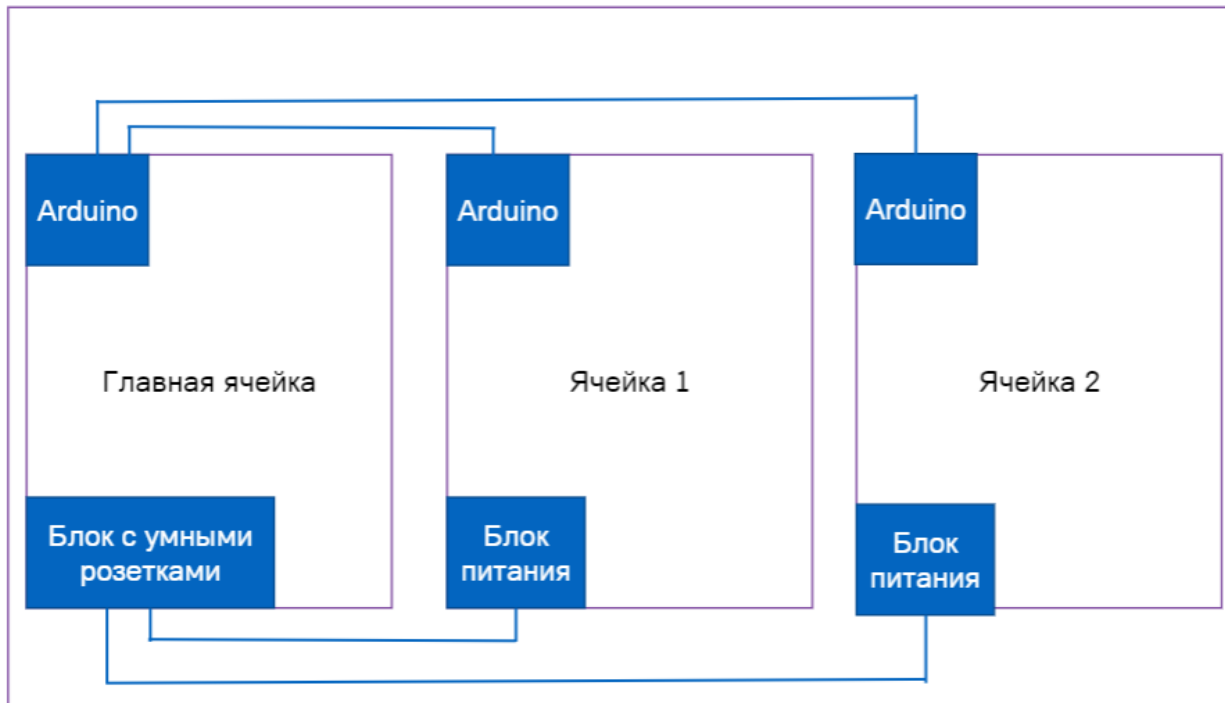 Arduino
Arduino
Arduino
Главная ячейка
Ячейка 1
Ячейка 2
Блок с умными
розетками
Блок
питания
Блок
питания